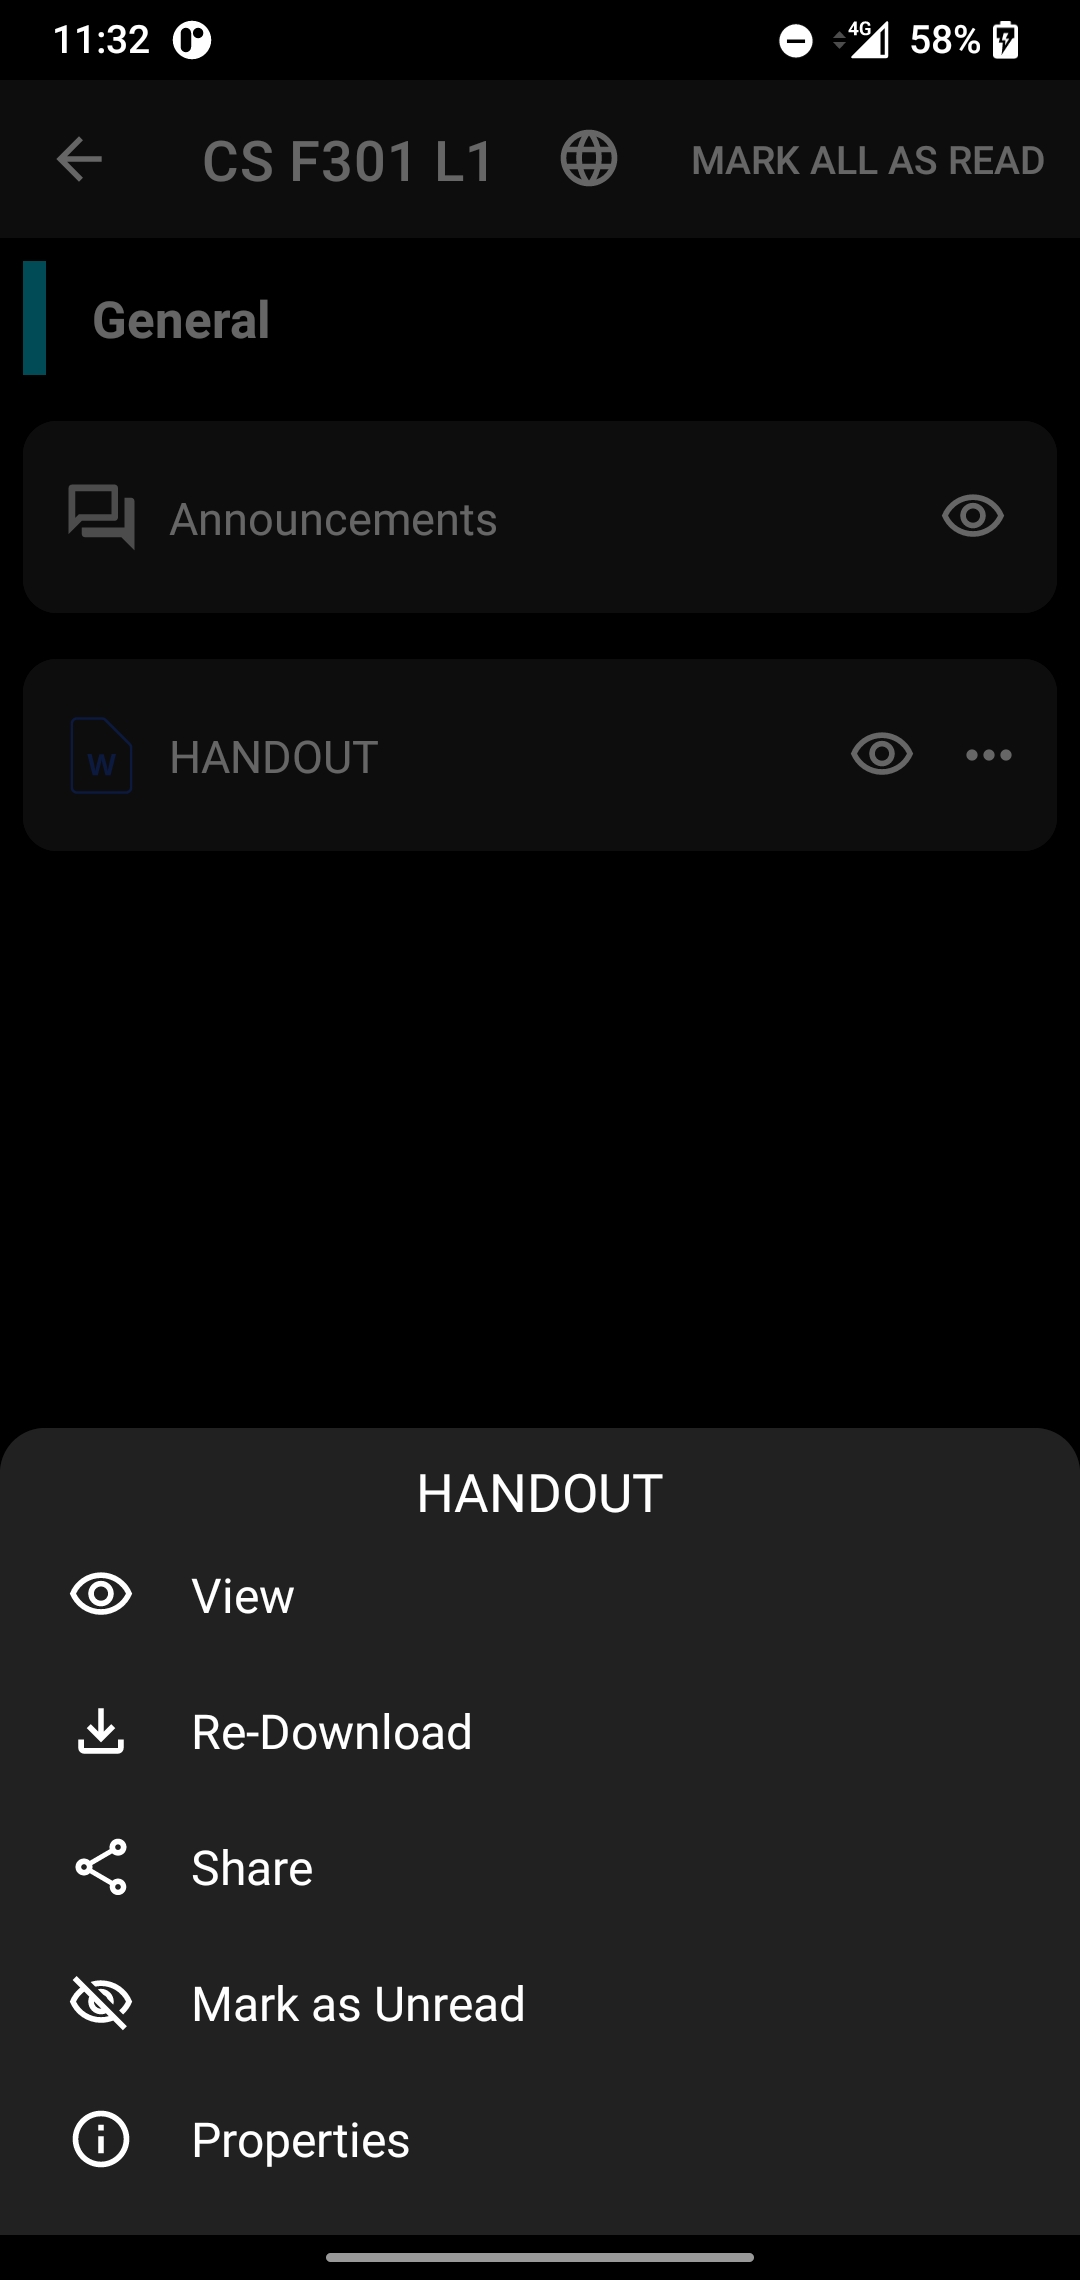 11:32
4G 58%
CS F301 L1 MARK ALL AS READ
General
Announcements
W HANDOUT
HANDOUT
View
Re-Download
Share
Mark as Unread
Properties